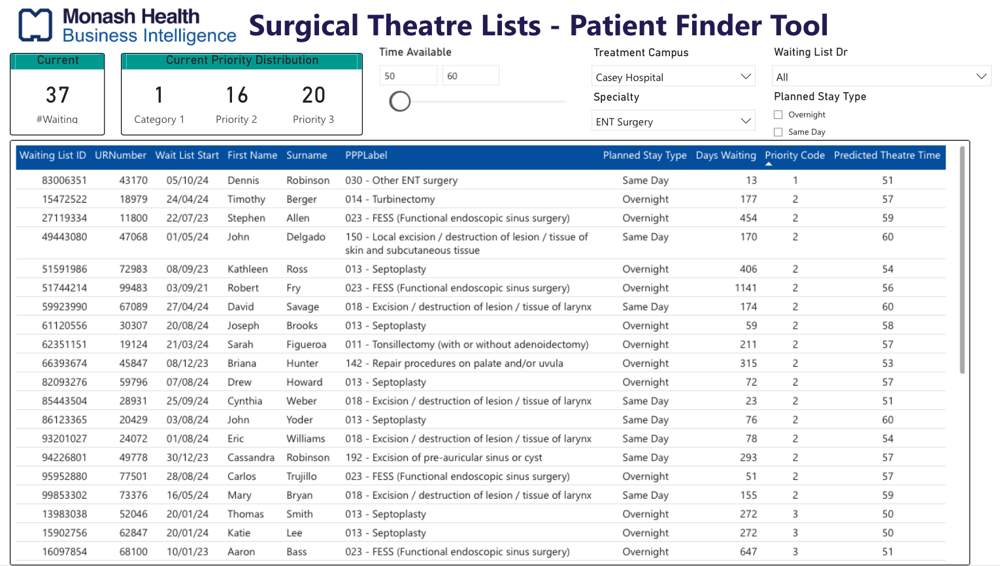 Monash Health
Business Intelligence
Surgical Theatre Lists - Patient Finder Tool
Current
37
#Waiting
Current Priority Distribution
1 16 20
Category 1 Priority 2 Priority 3
Time Available
50 60
Treatment Campus
Casey Hospital
Specialty
ENT Surgery
Waiting List Dr
All
Planned Stay Type
Overnight
Same Day
Waiting List ID URNumber Wait List Start First Name Surname PPPLabel Planned Stay Type Days Waiting Priority Code Predicted Theatre Time
83006351 43170 05/10/24 Dennis Robinson 030 - Other ENT surgery Same Day 13 1 51
15472522 18979 24/04/24 Timothy Berger 014 - Turbinectomy Overnight 177 2 57
27119334 11800 22/07/23 Stephen Allen 023 - FESS (Functional endoscopic sinus surgery) Overnight 454 2 59
49443080 47068 01/05/24 John Delgado 150 - Local excision / destruction of lesion / tissue of Same Day 170 2 60
skin and subcutaneous tissue
51591986 72983 08/09/23 Kathleen Ross 013 - Septoplasty Overnight 406 2 54
51744214 99483 03/09/21 Robert Fry 023 - FESS (Functional endoscopic sinus surgery) Overnight 1141 2 56
59923990 67089 27/04/24 David Savage 018 - Excision / destruction of lesion / tissue of larynx Same Day 174 2 60
61120556 30307 20/08/24 Joseph Brooks 013 - Septoplasty Overnight 59 2 58
62351151 19124 21/03/24 Sarah Figueroa 011 - Tonsillectomy (with or without adenoidectomy) Overnight 211 2 57
66393674 45847 08/12/23 Briana Hunter 142 - Repair procedures on palate and/or uvula Overnight 315 2 53
82093276 59796 07/08/24 Drew Howard 013 - Septoplasty Overnight 72 2 57
85443504 28931 25/09/24 Cynthia Weber 018 - Excision / destruction of lesion / tissue of larynx Same Day 23 2 51
86123365 20429 03/08/24 John Yoder 013 - Septoplasty Same Day 76 2 60
93201027 24072 01/08/24 Eric Williams 018 - Excision / destruction of lesion / tissue of larynx Same Day 78 2 54
94226801 49778 30/12/23 Cassandra Robinson 192 - Excision of pre-auricular sinus or cyst Same Day 293 2 57
95952880 77501 28/08/24 Carlos Trujillo 023 - FESS (Functional endoscopic sinus surgery) Overnight 51 2 57
99853302 73376 16/05/24 Mary Bryan 018 - Excision / destruction of lesion / tissue of larynx Same Day 155 2 59
13983038 52046 20/01/24 Thomas Smith 013 - Septoplasty Overnight 272 3 50
15902756 62847 20/01/24 Katie Lee 013 - Septoplasty Overnight 272 3 50
16097854 68100 10/01/23 Aaron Bass 023 - FESS (Functional endoscopic sinus surgery) Overnight 647 3 51